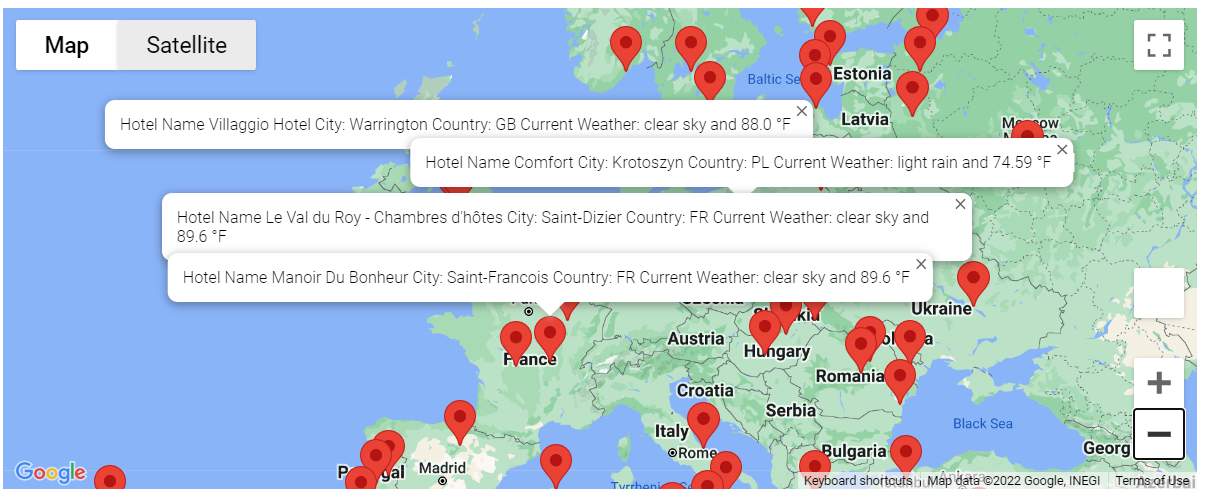 Map
Satellite
Baltic Se
Estonia
Latvia
Moscow
Hotel Name Villaggio Hotel City: Warrington Country: GB Current Weather: clear sky and 88.0 °F
Hotel Name Comfort City: Krotoszyn Country: PL Current Weather: light rain and 74.59 °F
Hotel Name Le Val du Roy - Chambres d'hôtes City: Saint-Dizier Country: FR Current Weather: clear sky and
89.6 °F
Hotel Name Manoir Du Bonheur City: Saint-Francois Country: FR Current Weather: clear sky and 89.6 °F
Ukraine
Austria
Hungary
France
Romania
Croatia
Serbia
Italy
Rome
Black Sea
Bulgaria
Georg
Madrid
Google
Keyboard shortcuts
Map data ©2022 Google, INEGI
Terms of Use